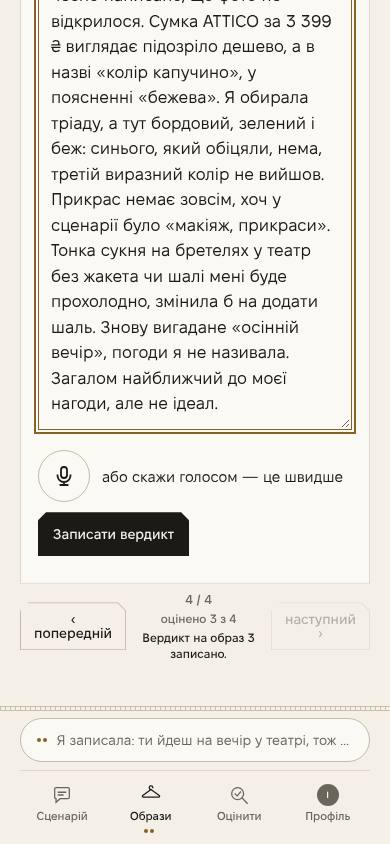 відкрилося. Сумка ATTICO за 3 399
₴ виглядає підозріло дешево, а в
назві «колір капучино», у
поясненні «бежева». Я обирала
тріаду, а тут бордовий, зелений і
беж: синього, який обіцяли, нема,
третій виразний колір не вийшов.
Прикрас немає зовсім, хоч у
сценарії було «макіяж, прикраси».
Тонка сукня на бретелях у театр
без жакета чи шалі мені буде
прохолодно, змінила б на додати
шаль. Знову вигадане «осінній
вечір», погоди я не називала.
Загалом найближчий до моєї
нагоди, але не ідеал.
або скажи голосом — це швидше
Записати вердикт
‹
попередній
4 / 4
оцінено 3 з 4
Вердикт на образ 3
записано.
наступний
›
Я записала: ти йдеш на вечір у театрі, тож ...
Сценарій
Образи
Оцінити
І
Профіль